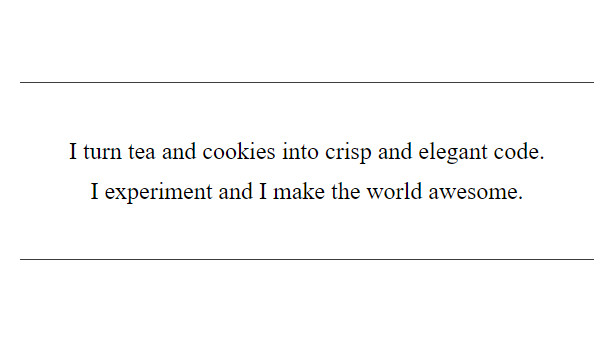 I turn tea and cookies into crisp and elegant code.
I experiment and I make the world awesome.